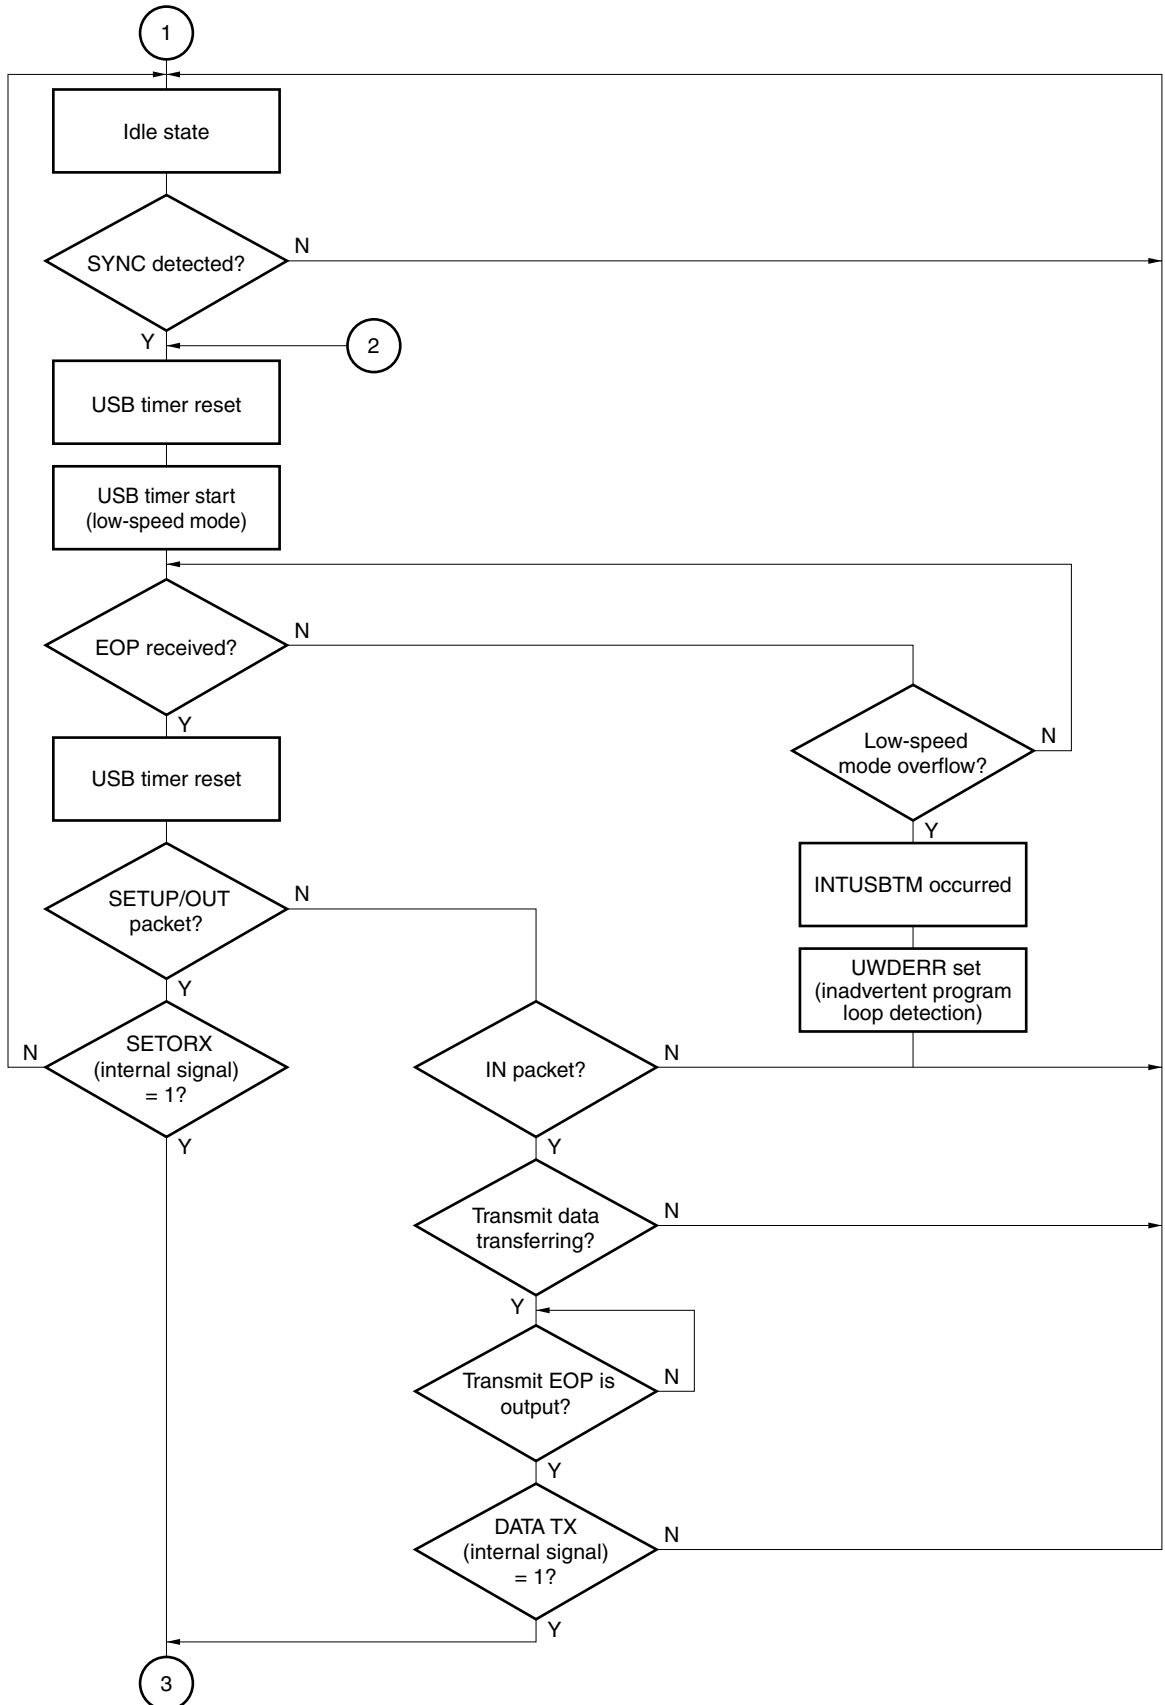 1
Idle state
SYNC detected?
N
Y
2
USB timer reset
USB timer start
(low-speed mode)
EOP received?
N
Y
Low-speed
mode overflow?
N
Y
USB timer reset
INTUSBTM occurred
SETUP/OUT
packet?
N
Y
UWDERR set
(inadvertent program
loop detection)
SETORX
(internal signal)
= 1?
N
Y
IN packet?
N
Y
Transmit data
transferring?
N
Y
Transmit EOP is
output?
N
Y
DATA TX
(internal signal)
= 1?
N
Y
3